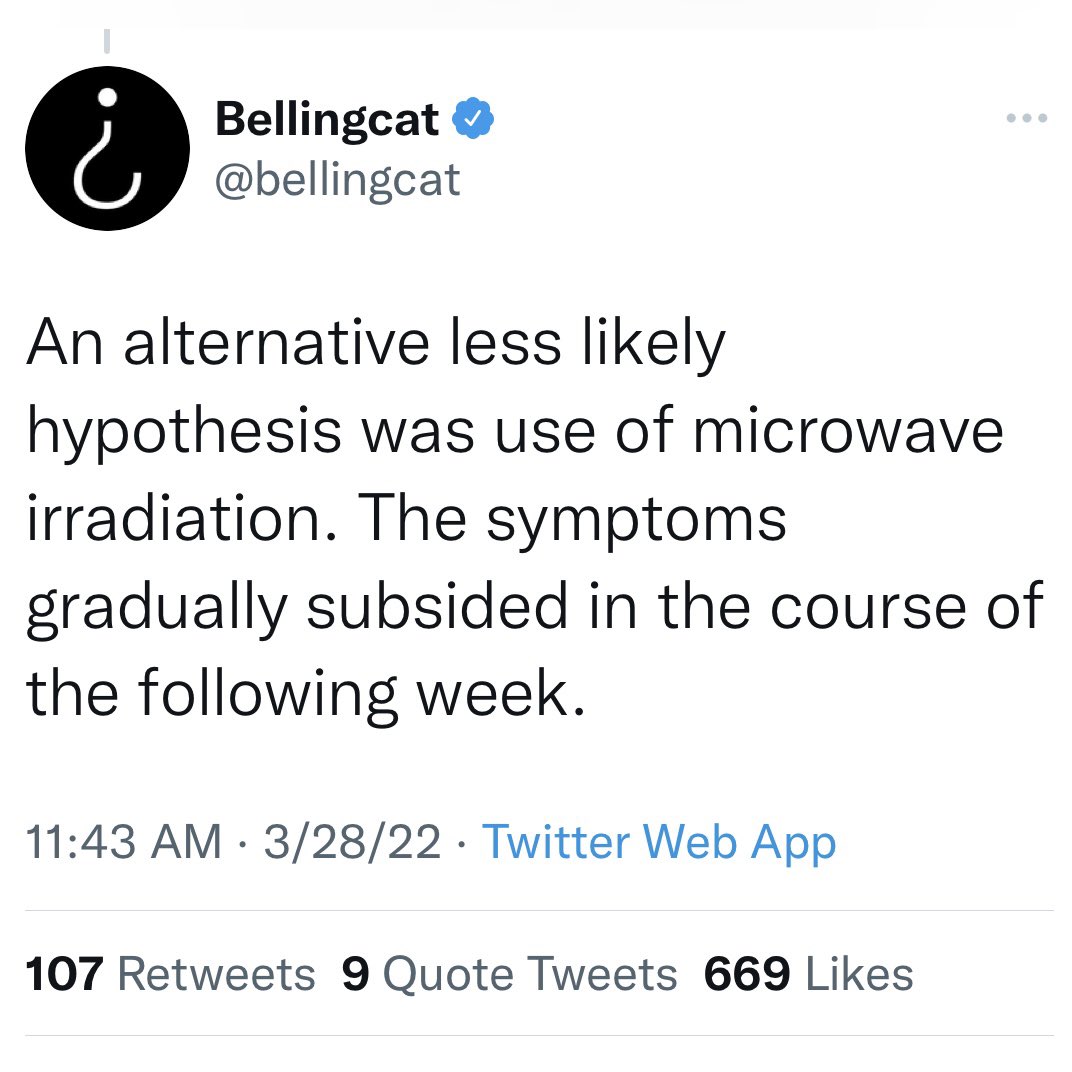 Bellingcat
@bellingcat
An alternative less likely
hypothesis was use of microwave
irradiation. The symptoms
gradually subsided in the course of
the following week.
11:43 AM · 3/28/22 · Twitter Web App
107 Retweets 9 Quote Tweets 669 Likes